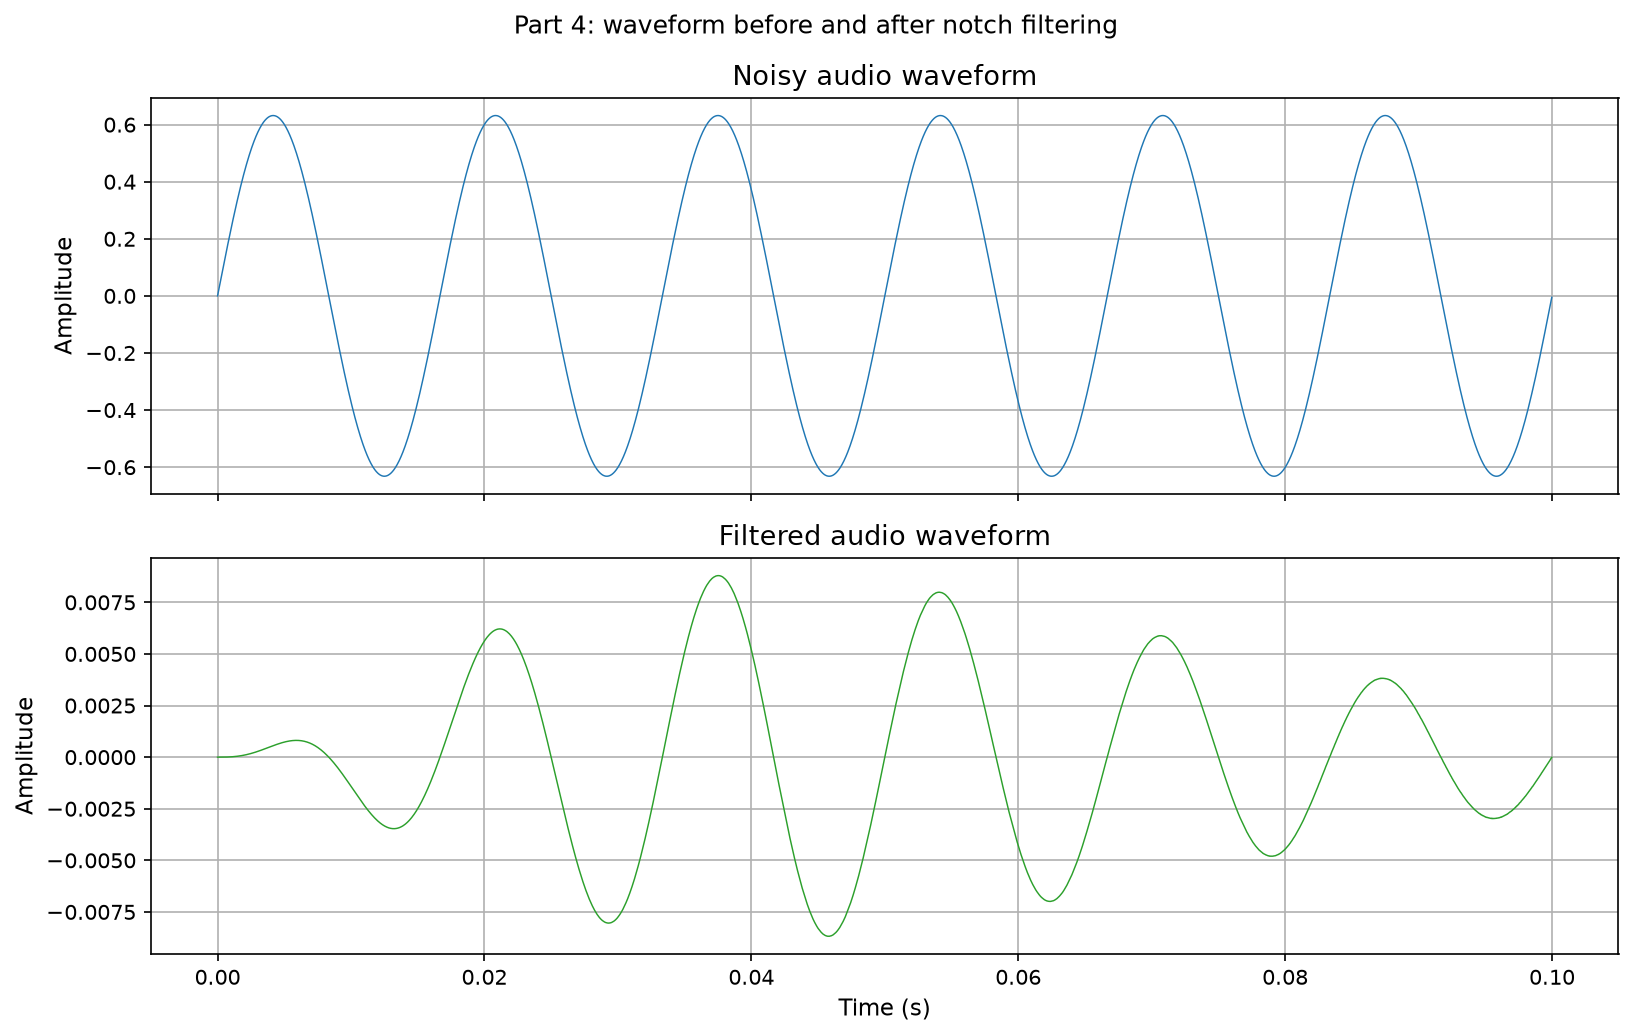 Part 4: waveform before and after notch filtering
Noisy audio waveform
0.6
0.4
0.2
0.0
−0.2
−0.4
−0.6
Amplitude
Filtered audio waveform
0.0075
0.0050
0.0025
0.0000
−0.0025
−0.0050
−0.0075
Amplitude
0.00 0.02 0.04 0.06 0.08 0.10
Time (s)